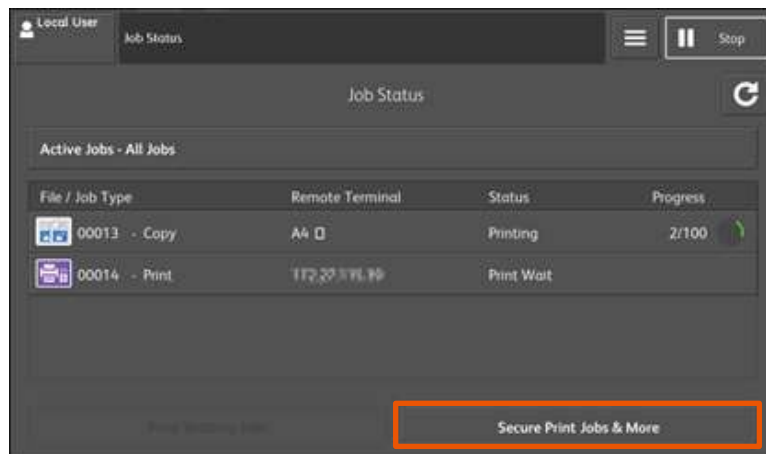 Local User
Job Status
Stop
Job Status
Active Jobs - All Jobs
File / Job Type Remote Terminal Status Progress
00013 - Copy A4 Printing 2/100
00014 - Print Print Wait
Secure Print Jobs & More